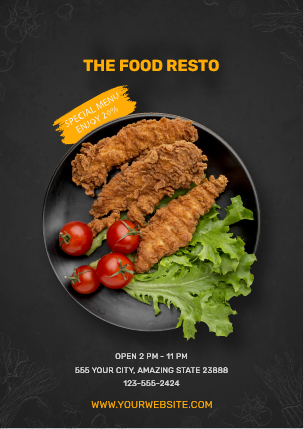 THE FOOD RESTO
SPECIAL MENU
ENJOY 26%
OPEN 2 PM - 11 PM
555 YOUR CITY, AMAZING STATE 23888
123-555-2424
WWW.YOURWEBSITE.COM